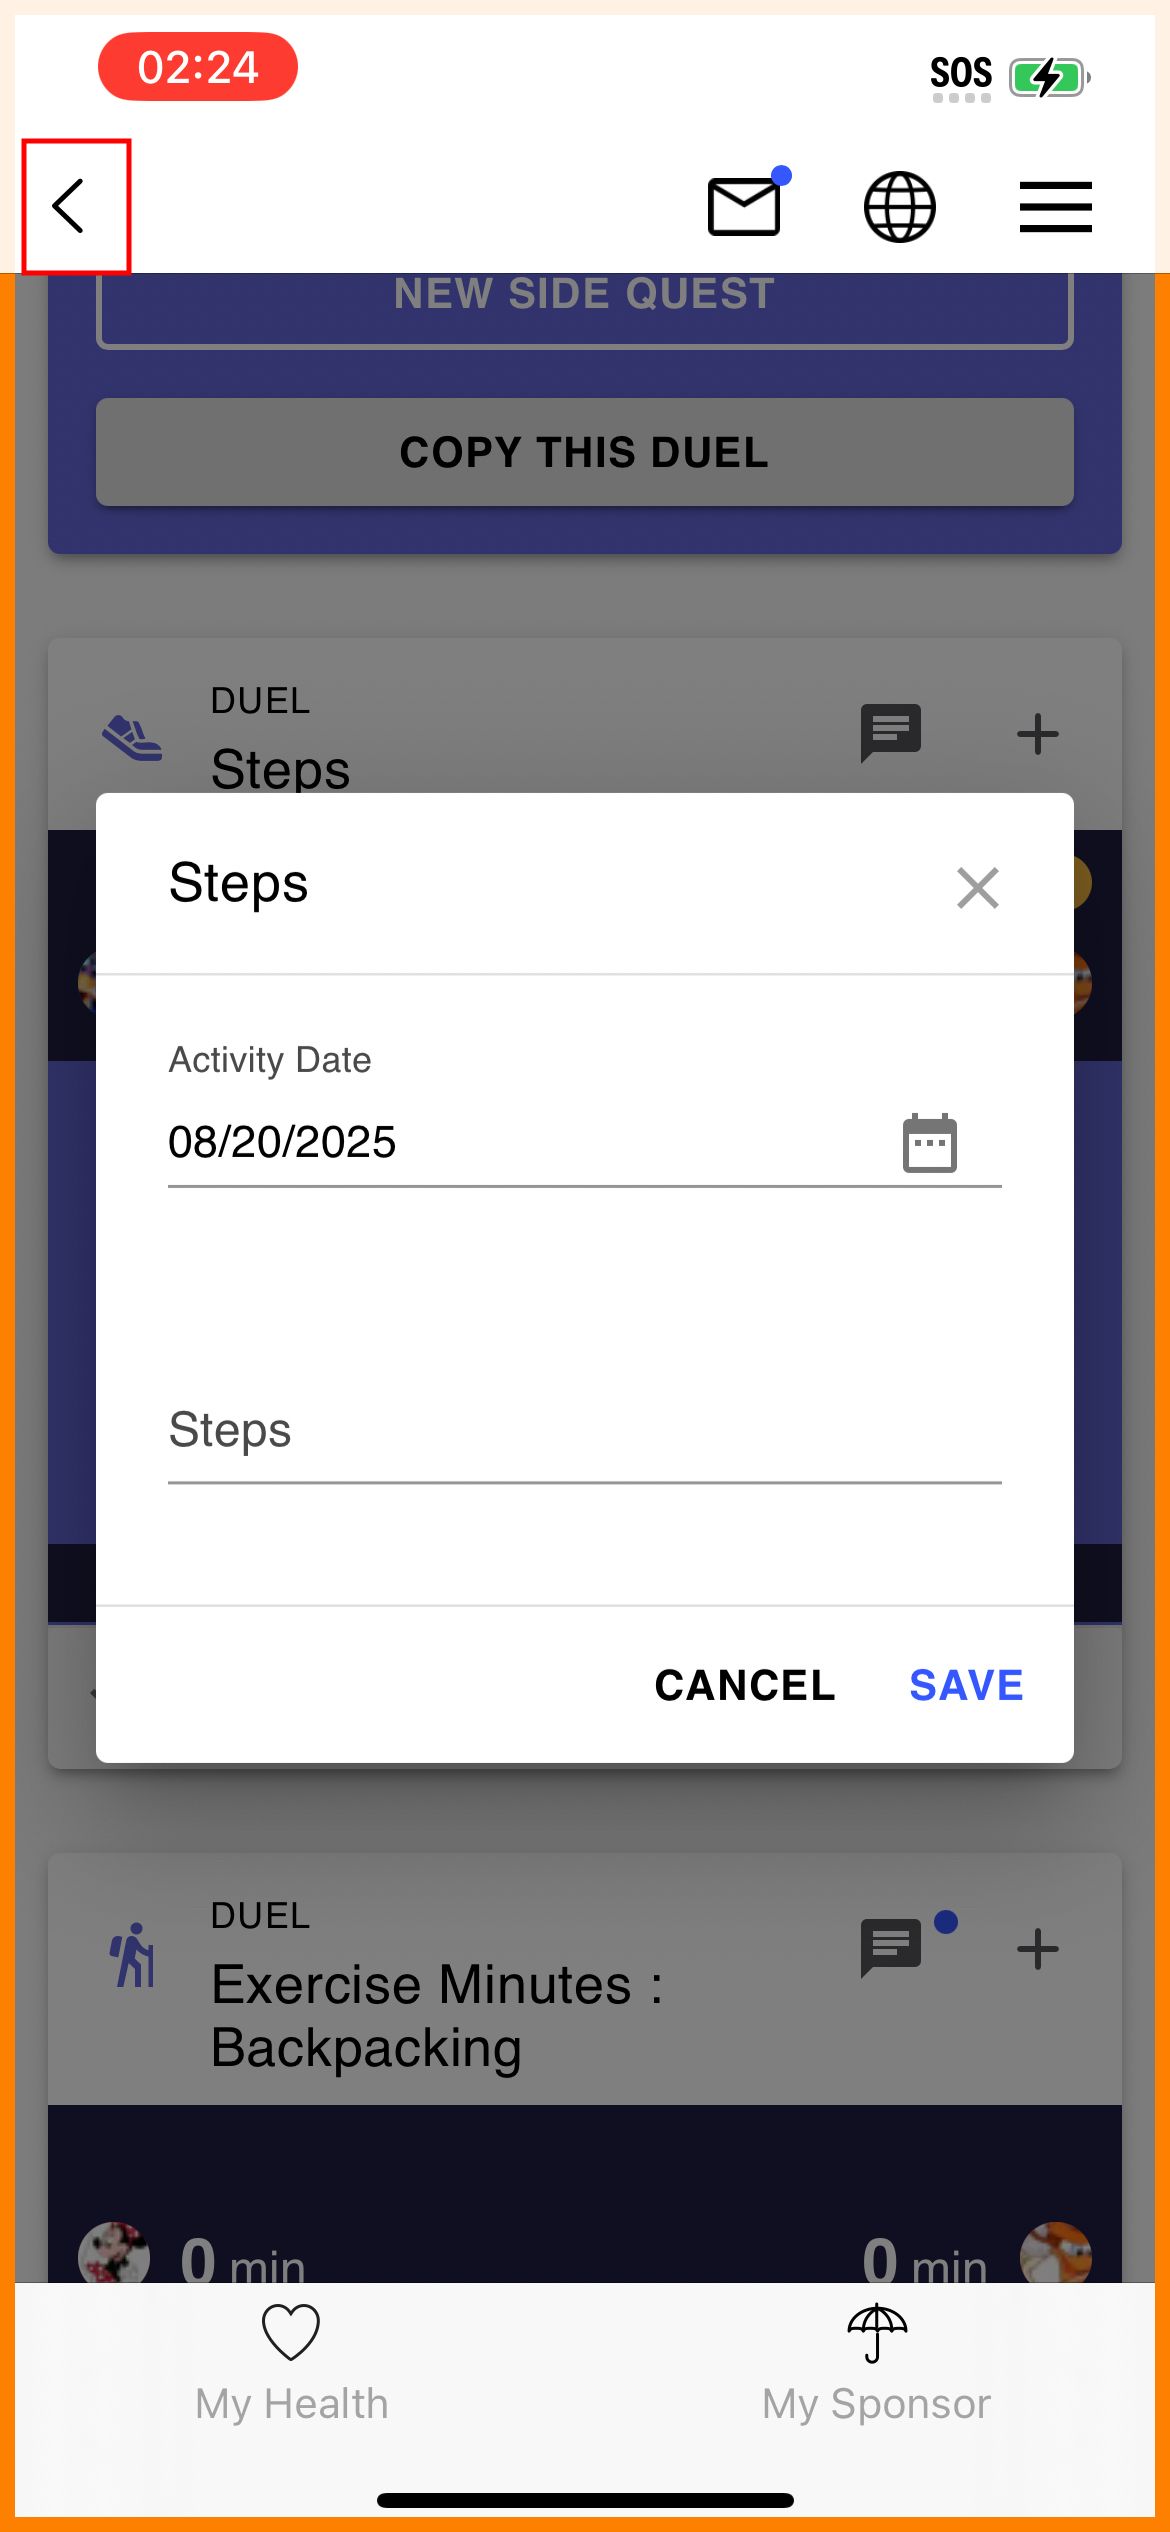 02:24
SOS
NEW SIDE QUEST
COPY THIS DUEL
DUEL
Steps
Steps
Activity Date
08/20/2025
Steps
CANCEL SAVE
DUEL
Exercise Minutes :
Backpacking
0 min 0 min
My Health My Sponsor